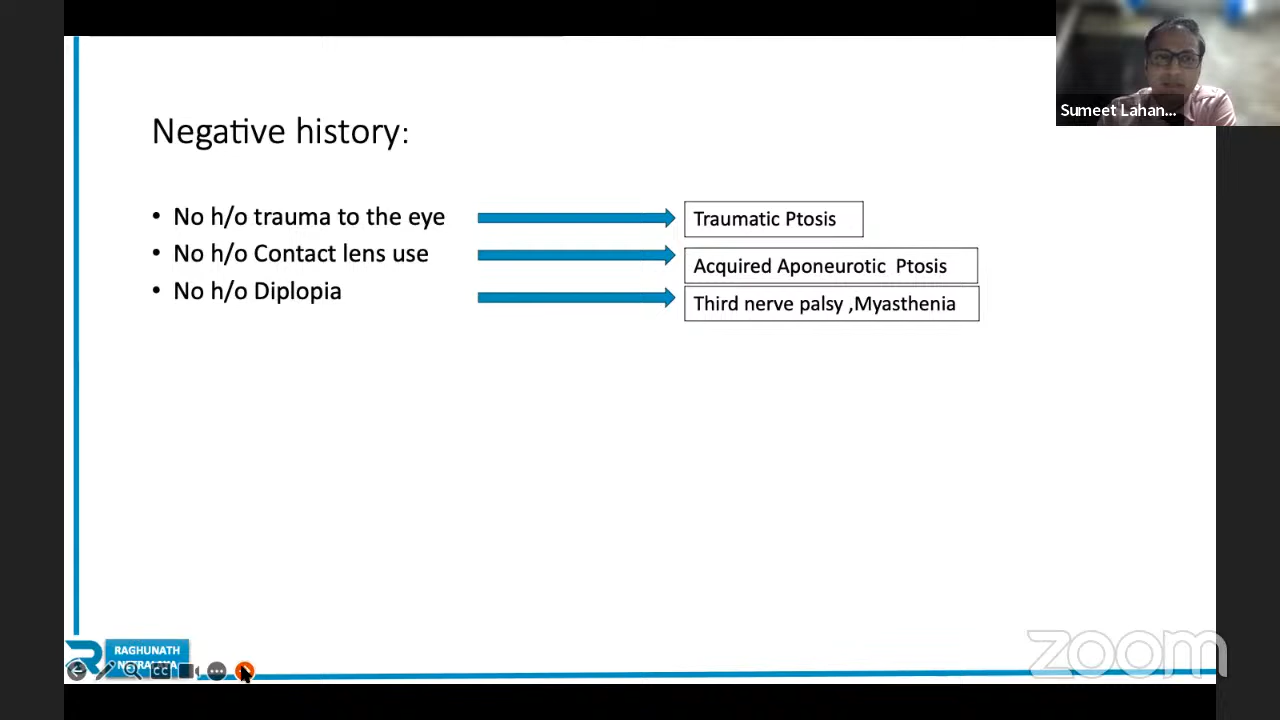 Sumeet Lahan...
Negative history:
• No h/o trauma to the eye
Traumatic Ptosis
• No h/o Contact lens use
Acquired Aponeurotic Ptosis
• No h/o Diplopia
Third nerve palsy ,Myasthenia
RAGHUNATH
CC
zoom